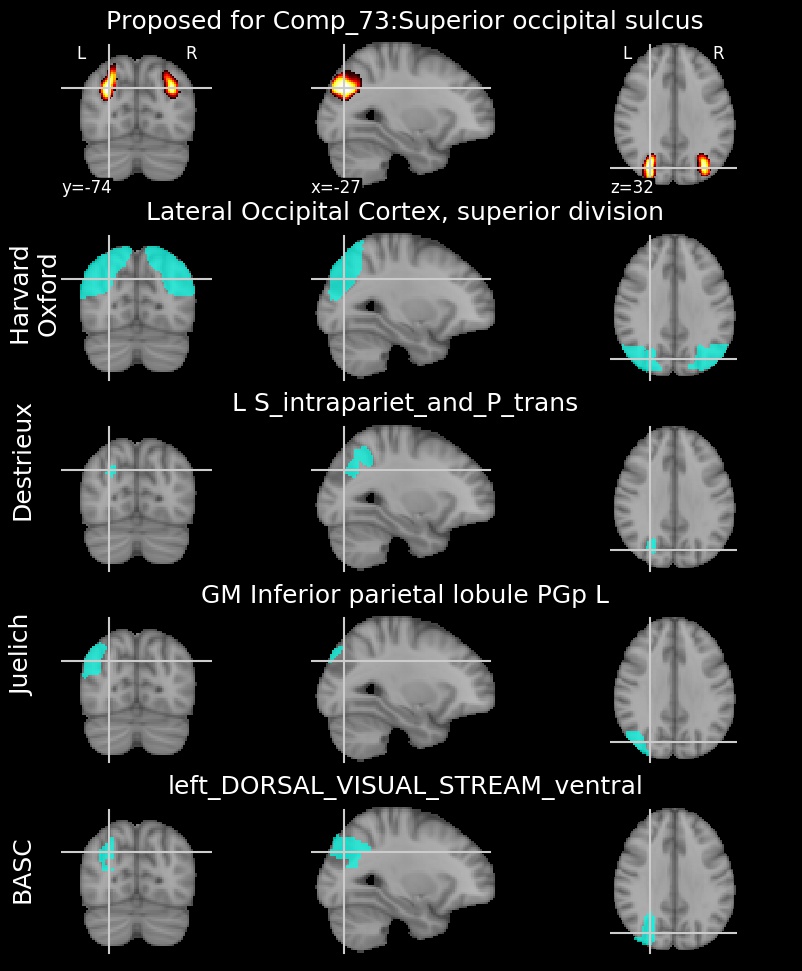 Proposed for Comp_73:Superior occipital sulcus
L R
L R
y=-74
x=-27
z=32
Lateral Occipital Cortex, superior division
Harvard
Oxford
L S_intrapariet_and_P_trans
Destrieux
GM Inferior parietal lobule PGp L
Juelich
left_DORSAL_VISUAL_STREAM_ventral
BASC